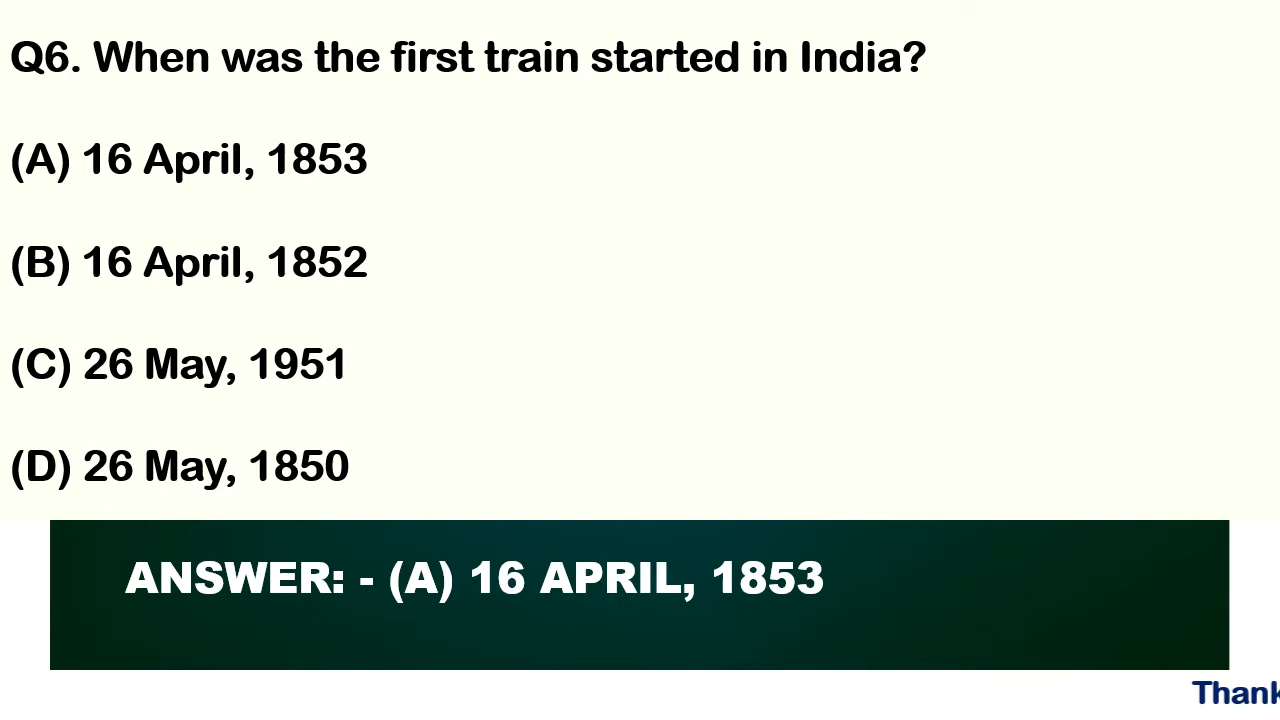 Q6. When was the first train started in India?
(A) 16 April, 1853
(B) 16 April, 1852
(C) 26 May, 1951
(D) 26 May, 1850
ANSWER: - (A) 16 APRIL, 1853
Thank